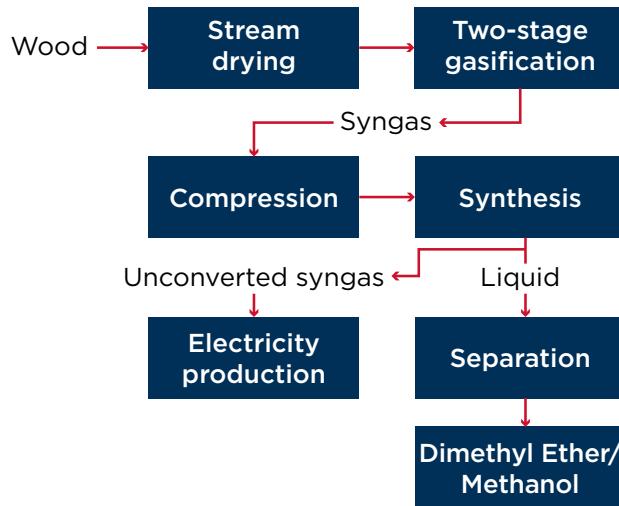 Wood
Stream
drying
Two-stage
gasification
Syngas
Compression
Synthesis
Unconverted syngas
Liquid
Electricity
production
Separation
Dimethyl Ether/
Methanol